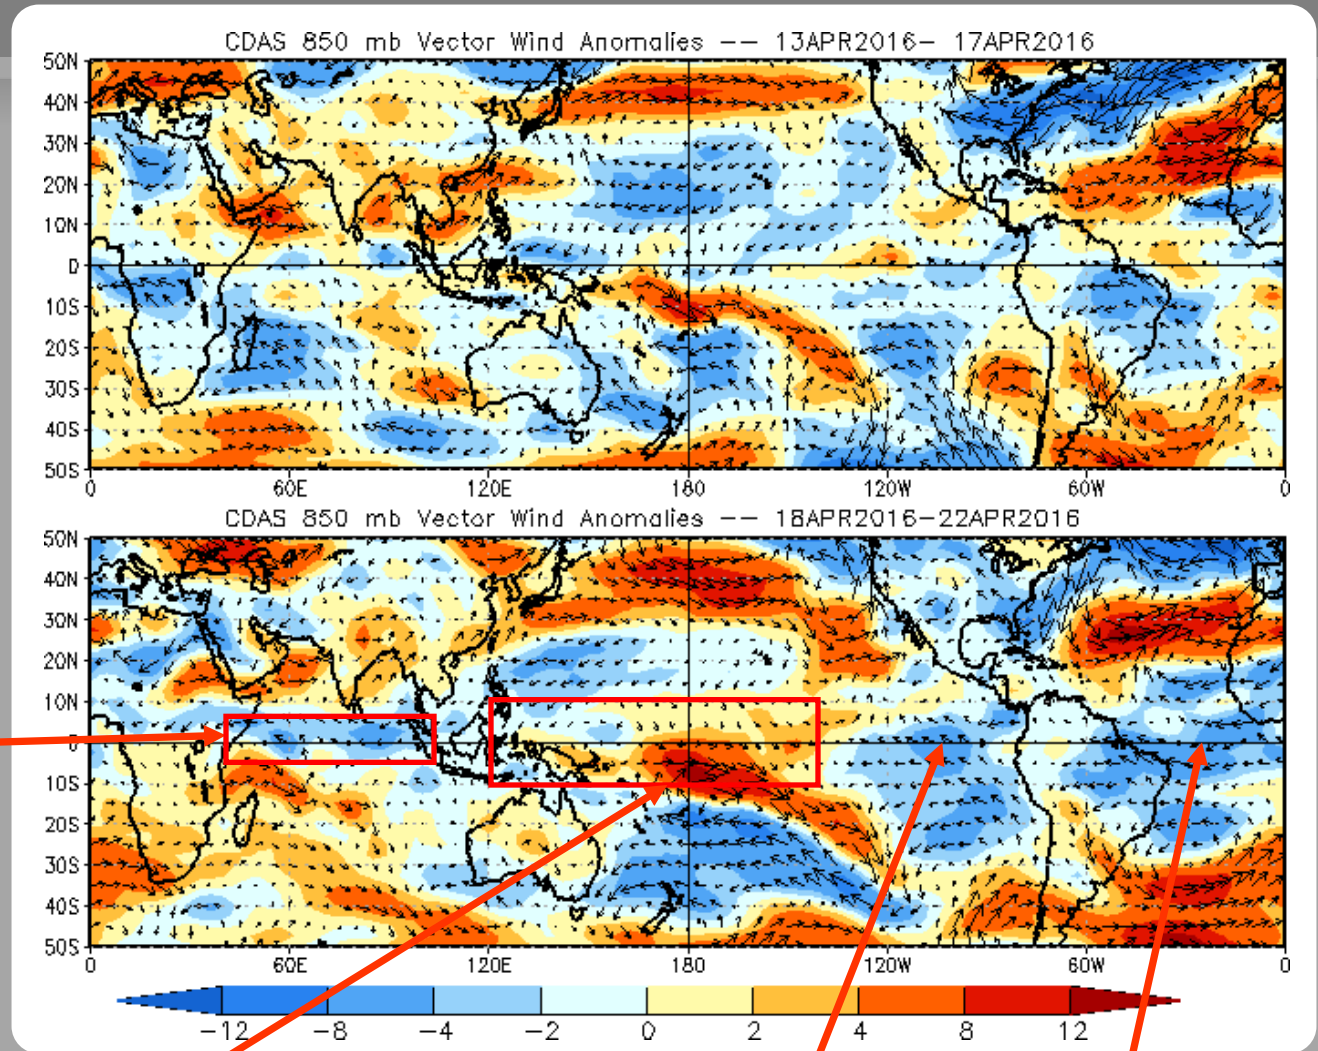 CDAS 850 mb Vector Wind Anomalies -- 13APR2016- 17APR2016
50N
40N
30N
20N
10N
0
10S
20S
30S
40S
50S
0 60E 120E 180 120W 60W 0
CDAS 850 mb Vector Wind Anomalies -- 18APR2016-22APR2016
50N
40N
30N
20N
10N
0
10S
20S
30S
40S
50S
0 60E 120E 180 120W 60W 0
-12 -8 -4 -2 0 2 4 8 12